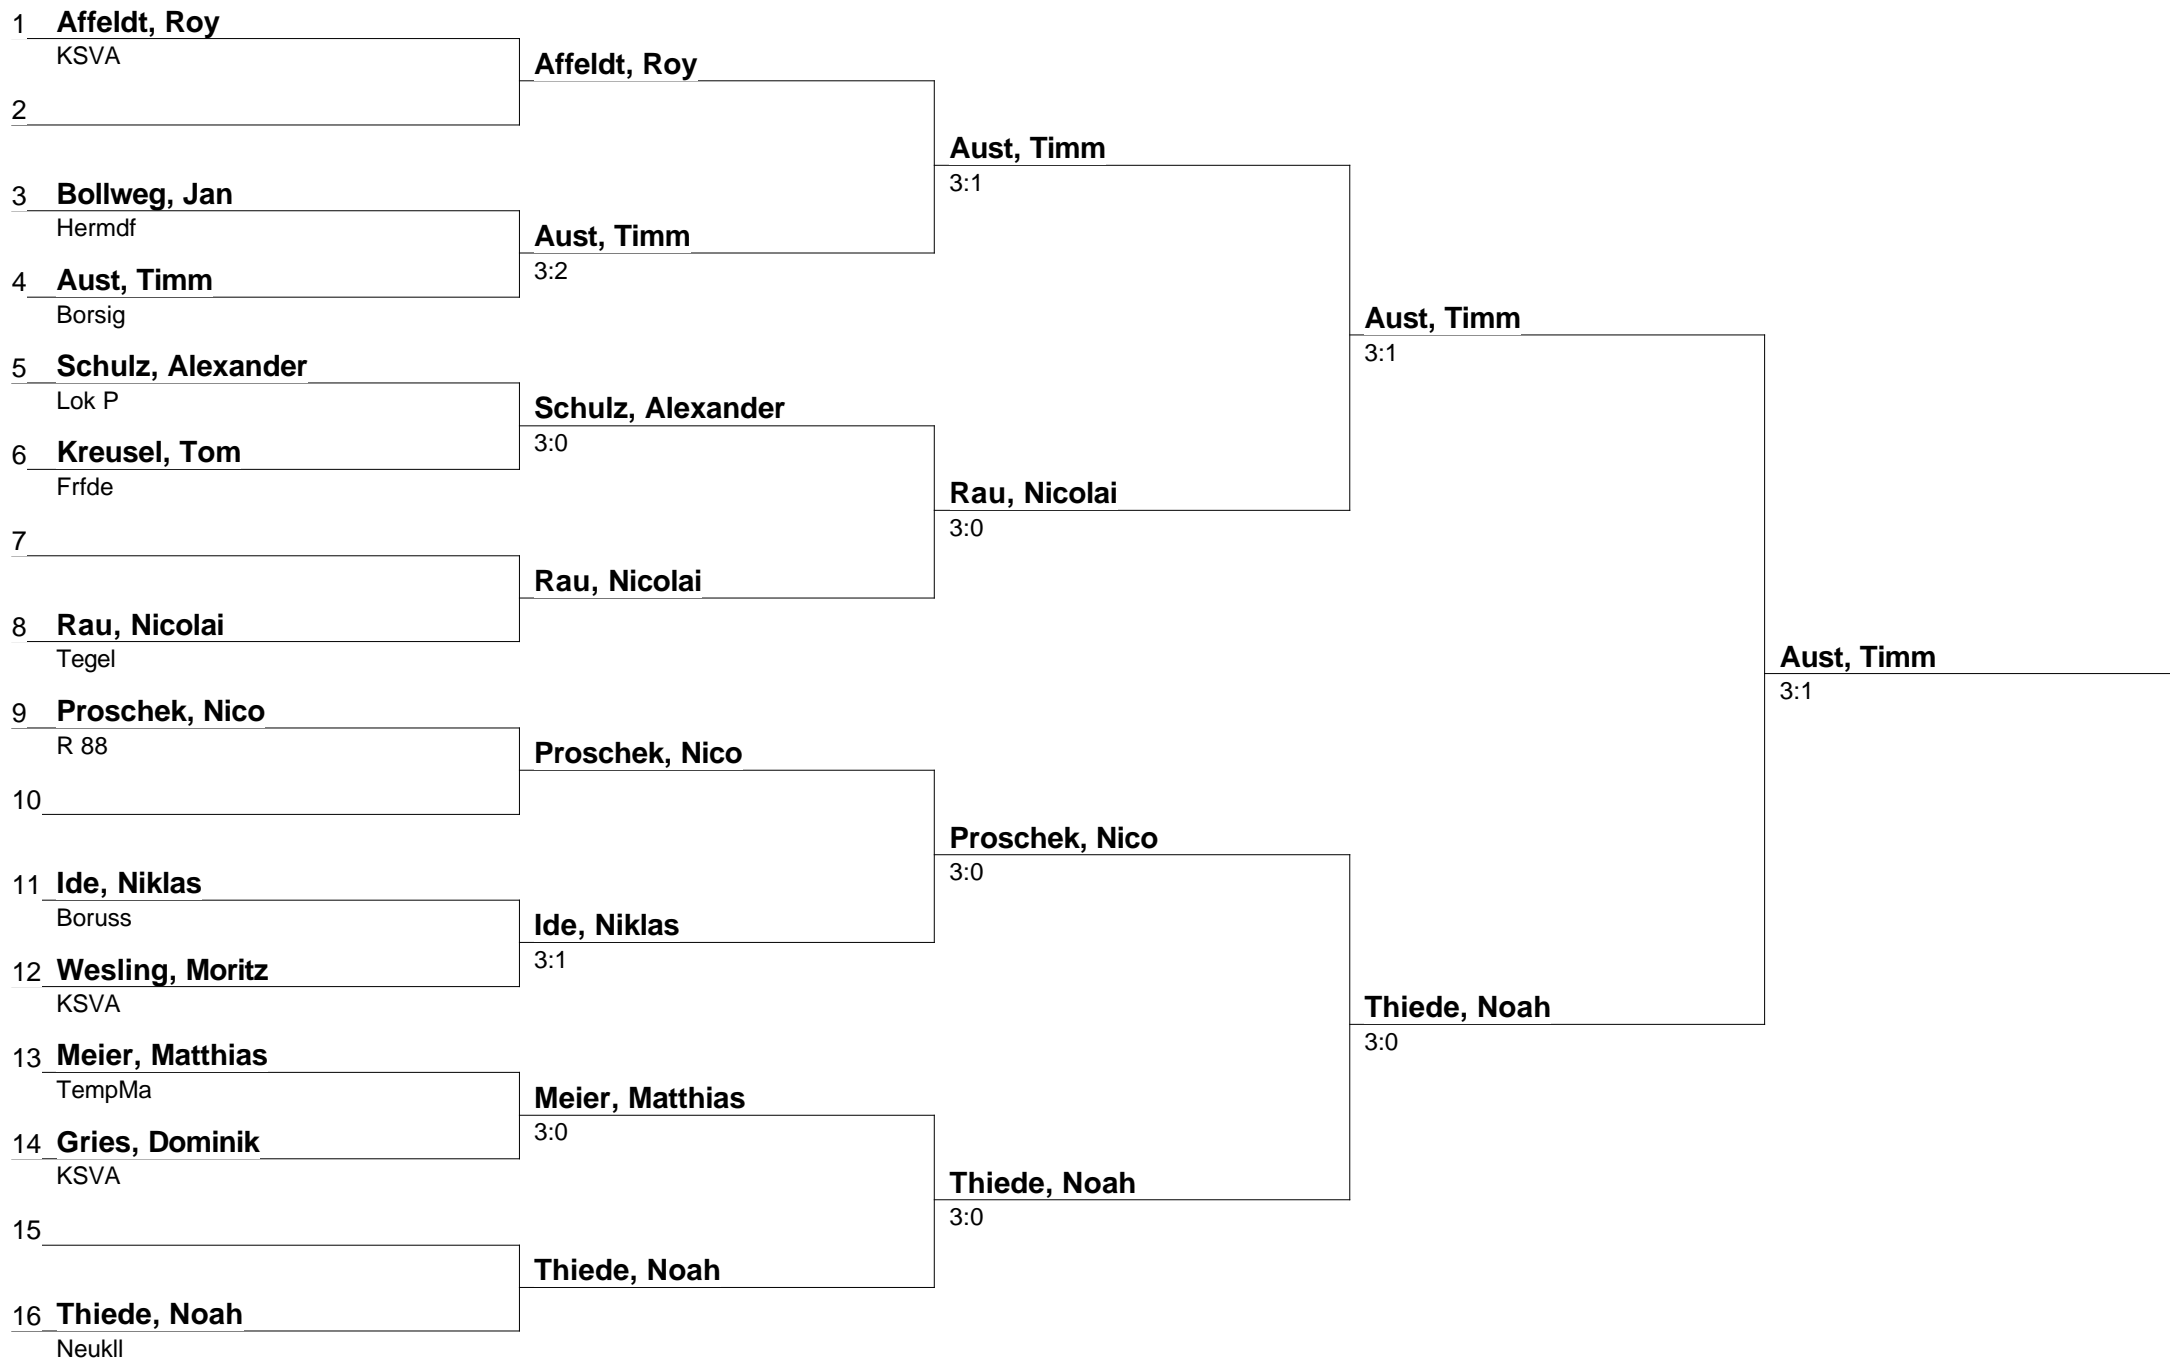 1 Affeldt, Roy
KSVA
2
3 Bollweg, Jan
Hermdf
4 Aust, Timm
Borsig
5 Schulz, Alexander
Lok P
6 Kreusel, Tom
Frfde
7
8 Rau, Nicolai
Tegel
9 Proschek, Nico
R 88
10
11 Ide, Niklas
Boruss
12 Wesling, Moritz
KSVA
13 Meier, Matthias
TempMa
14 Gries, Dominik
KSVA
15
16 Thiede, Noah
Neukll
Affeldt, Roy
Aust, Timm
3:2
Schulz, Alexander
3:0
Rau, Nicolai
Proschek, Nico
Ide, Niklas
3:1
Meier, Matthias
3:0
Thiede, Noah
Aust, Timm
3:1
Rau, Nicolai
3:0
Proschek, Nico
3:0
Thiede, Noah
3:0
Aust, Timm
3:1
Thiede, Noah
3:0
Aust, Timm
3:1